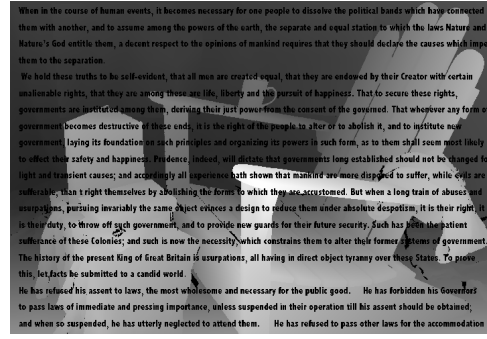 When in the course of human events, it becomes necessary for one people to dissolve the political bands which have connected
them with another, and to assume among the powers of the earth, the separate and equal station to which the laws Nature and
Nature's God entitle them, a decent respect to the opinions of mankind requires that they should declare the causes which impe
them to the separation.
We hold these truths to be self-evident, that all men are created equal, that they are endowed by their Creator with certain
unalienable rights, that they are among these are life, liberty and the pursuit of happiness. That to secure these rights,
governments are instituted among them, deriving their just power from the consent of the governed. That whenever any form o
government becomes destructive of these ends, it is the right of the people to alter or to abolish it, and to institute new
government, laying its foundation on such principles and organizing its powers in such form, as to them shall seem most likely
to effect their safety and happiness. Prudence, indeed, will dictate that governments long established should not be changed fo
light and transient causes; and accordingly all experience hath shown that mankind are more disposed to suffer, while evils are
sufferable, than t right themselves by abolishing the forms to which they are accustomed. But when a long train of abuses and
usurpations, pursuing invariably the same object evinces a design to reduce them under absolute despotism, it is their right, it
is their duty, to throw off such government, and to provide new guards for their future security. Such has been the patient
sufferance of these Colonies; and such is now the necessity which constrains them to alter their former systems of government.
The history of the present King of Great Britain is usurpations, all having in direct object tyranny over these States. To prove
this, let facts be submitted to a candid world.
He has refused his assent to laws, the most wholesome and necessary for the public good. He has forbidden his Governors
to pass laws of immediate and pressing importance, unless suspended in their operation till his assent should be obtained;
and when so suspended, he has utterly neglected to attend them. He has refused to pass other laws for the accommodation